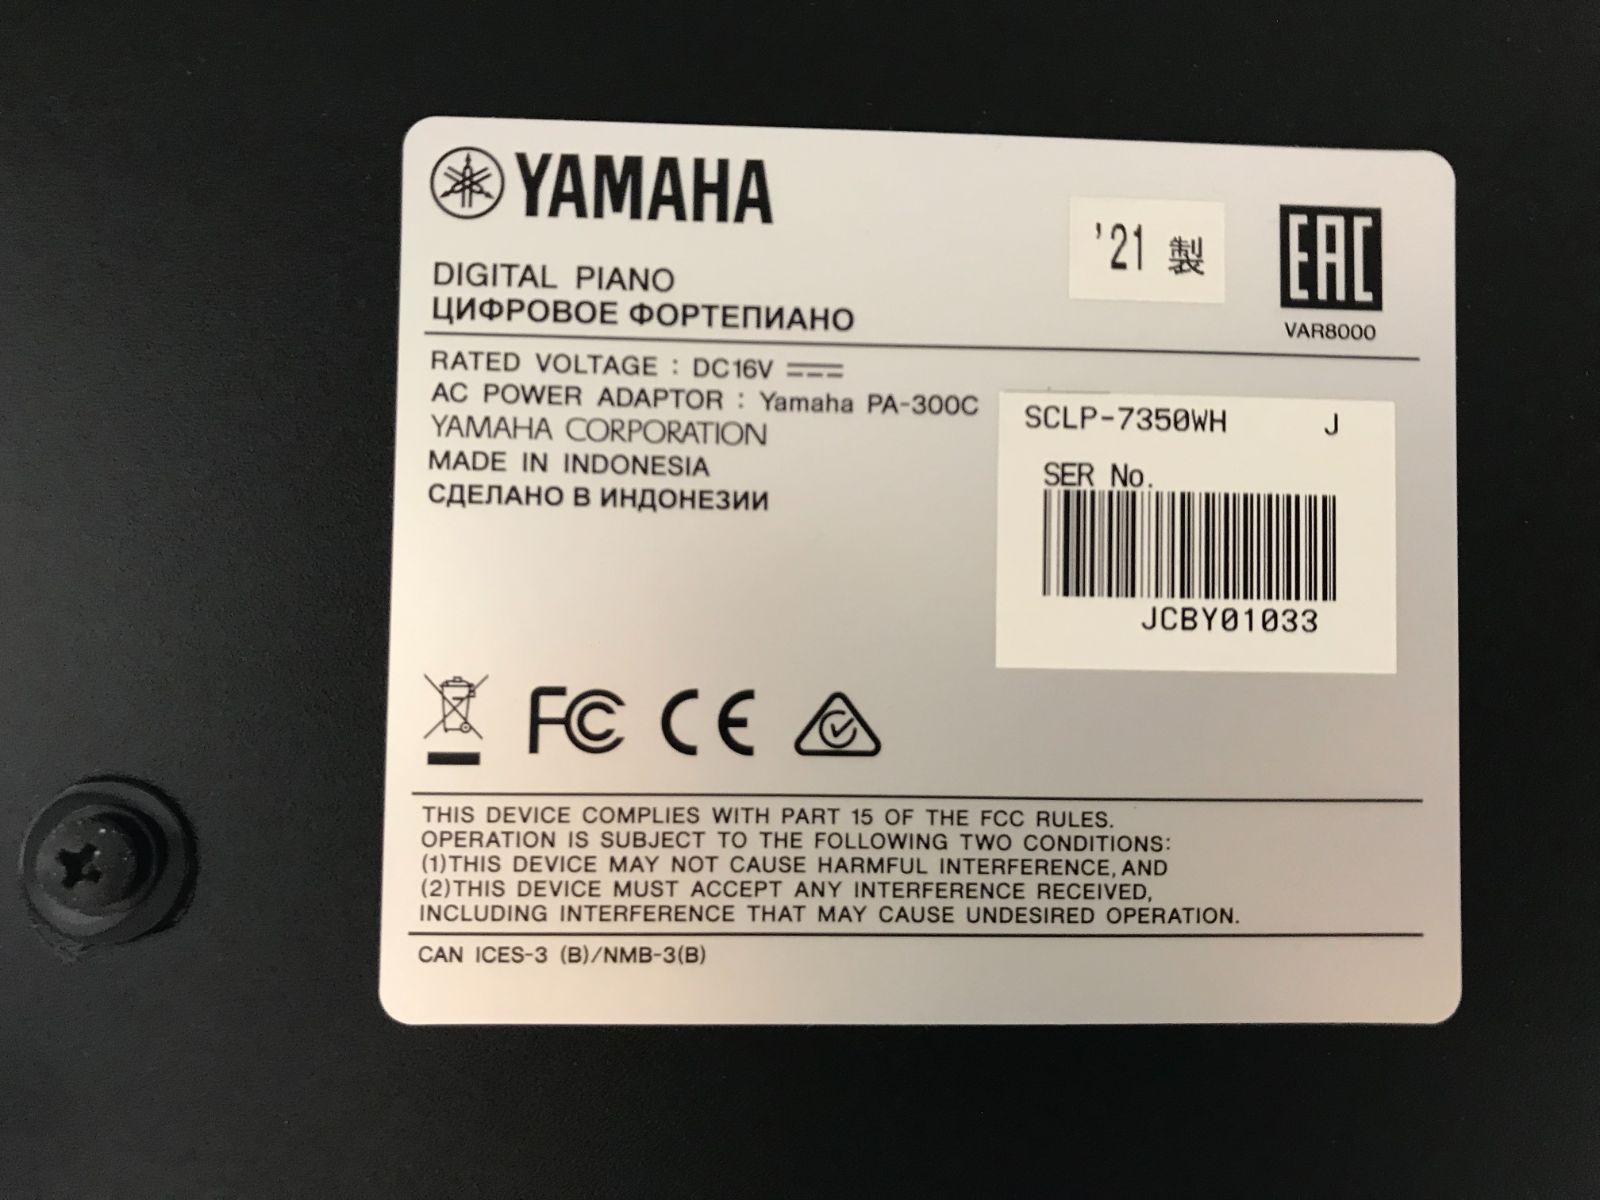 YAMAHA
DIGITAL PIANO
ЦИФРОВОЕ ФОРТЕПИАНО
'21 製
EAC
VAR8000
RATED VOLTAGE : DC16V
AC POWER ADAPTOR : Yamaha PA-300C
YAMAHA CORPORATION
MADE IN INDONESIA
СДЕЛАНО В ИНДОНЕЗИИ
SCLP-7350WH J
SER No.
JCBY01033
FC CE
THIS DEVICE COMPLIES WITH PART 15 OF THE FCC RULES.
OPERATION IS SUBJECT TO THE FOLLOWING TWO CONDITIONS:
(1)THIS DEVICE MAY NOT CAUSE HARMFUL INTERFERENCE, AND
(2)THIS DEVICE MUST ACCEPT ANY INTERFERENCE RECEIVED,
INCLUDING INTERFERENCE THAT MAY CAUSE UNDESIRED OPERATION.
CAN ICES-3 (B)/NMB-3(B)